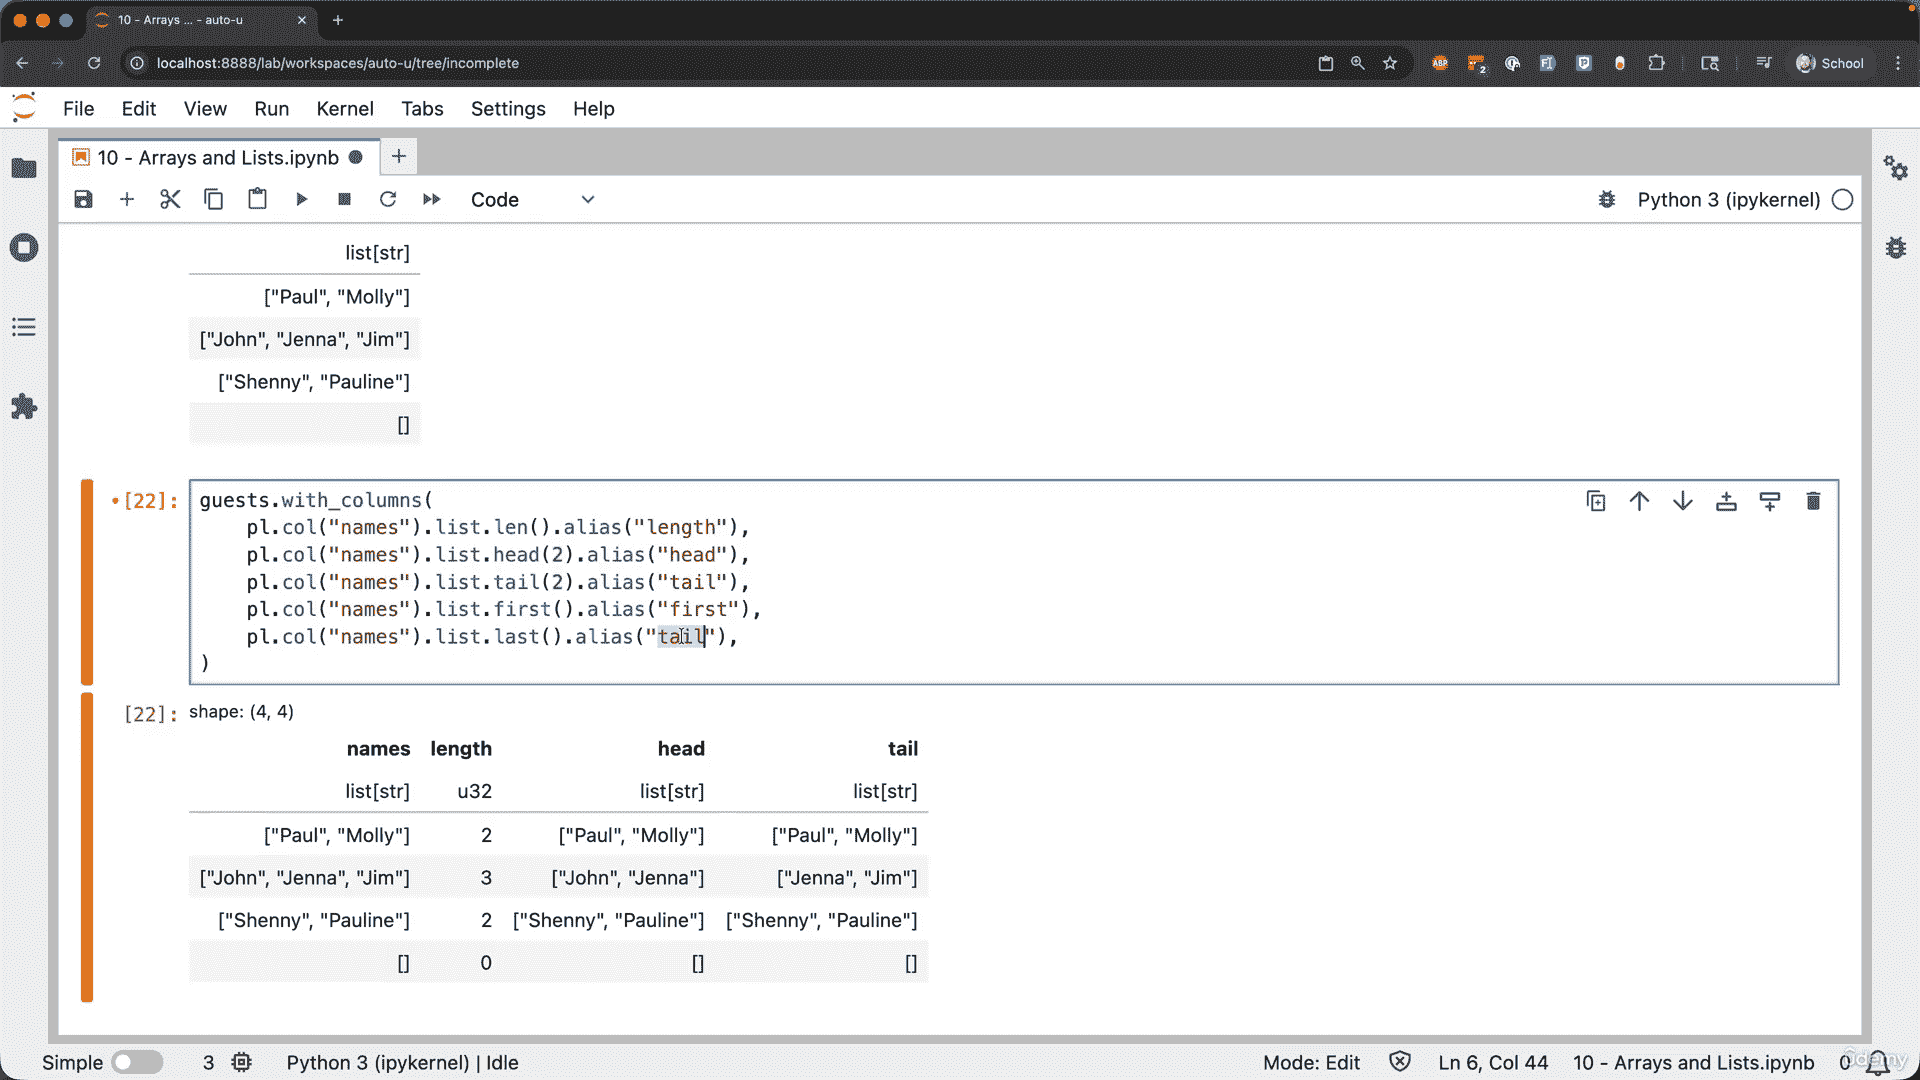 10 - Arrays ... - auto-u
localhost:8888/lab/workspaces/auto-u/tree/incomplete
ABP
2
School
File Edit View Run Kernel Tabs Settings Help
10 - Arrays and Lists.ipynb
Code
Python 3 (ipykernel)
list[str]
["Paul", "Molly"]
["John", "Jenna", "Jim"]
["Shenny", "Pauline"]
[]
[22]:
guests.with_columns(
pl.col("names").list.len().alias("length"),
pl.col("names").list.head(2).alias("head"),
pl.col("names").list.tail(2).alias("tail"),
pl.col("names").list.first().alias("first"),
pl.col("names").list.last().alias("tail"),
)
[22]: shape: (4, 4)
names length head tail
list[str] u32 list[str] list[str]
["Paul", "Molly"] 2 ["Paul", "Molly"] ["Paul", "Molly"]
["John", "Jenna", "Jim"] 3 ["John", "Jenna"] ["Jenna", "Jim"]
["Shenny", "Pauline"] 2 ["Shenny", "Pauline"] ["Shenny", "Pauline"]
[] 0 [] []
Simple 3 Python 3 (ipykernel) | Idle Mode: Edit Ln 6, Col 44 10 - Arrays and Lists.ipynb 0
ûdemy